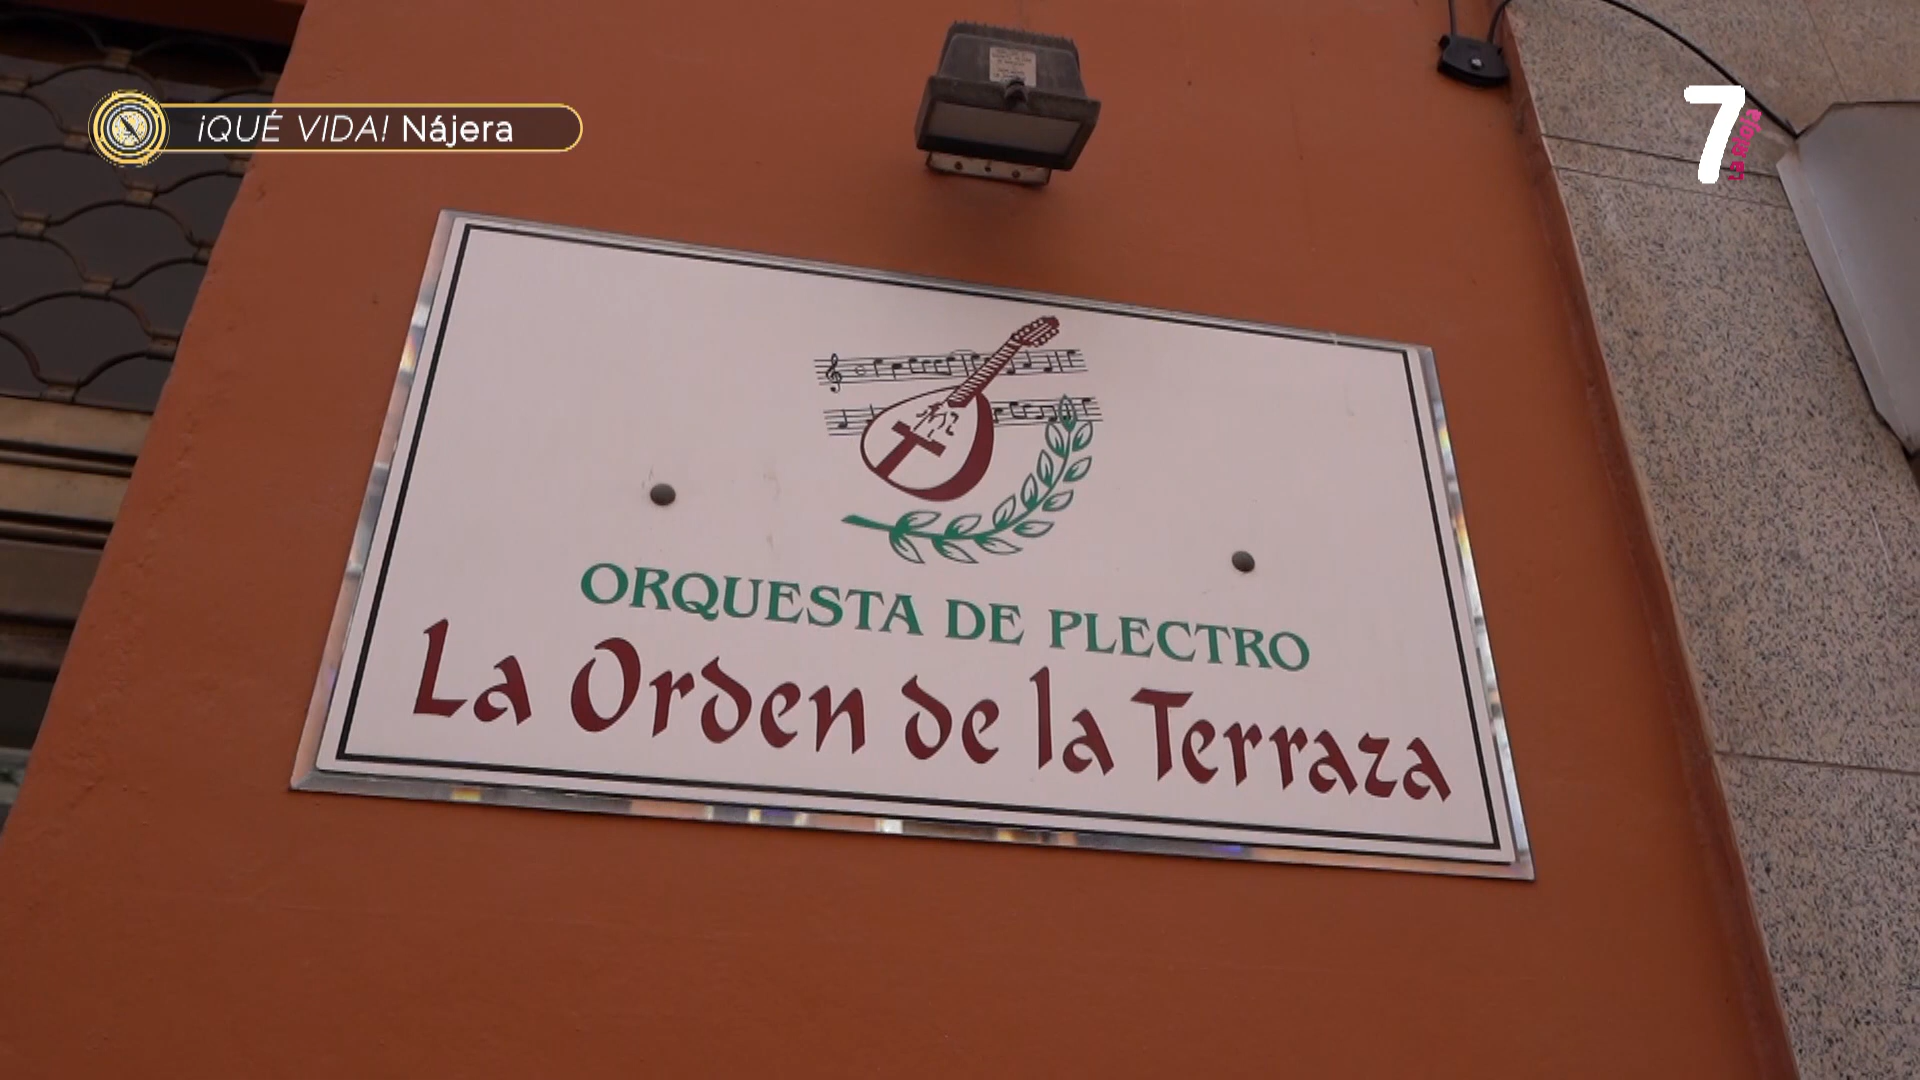 ¡QUÉ VIDA! Nájera
7 La Rioja
ORQUESTA DE PLECTRO
La Orden de la Terraza